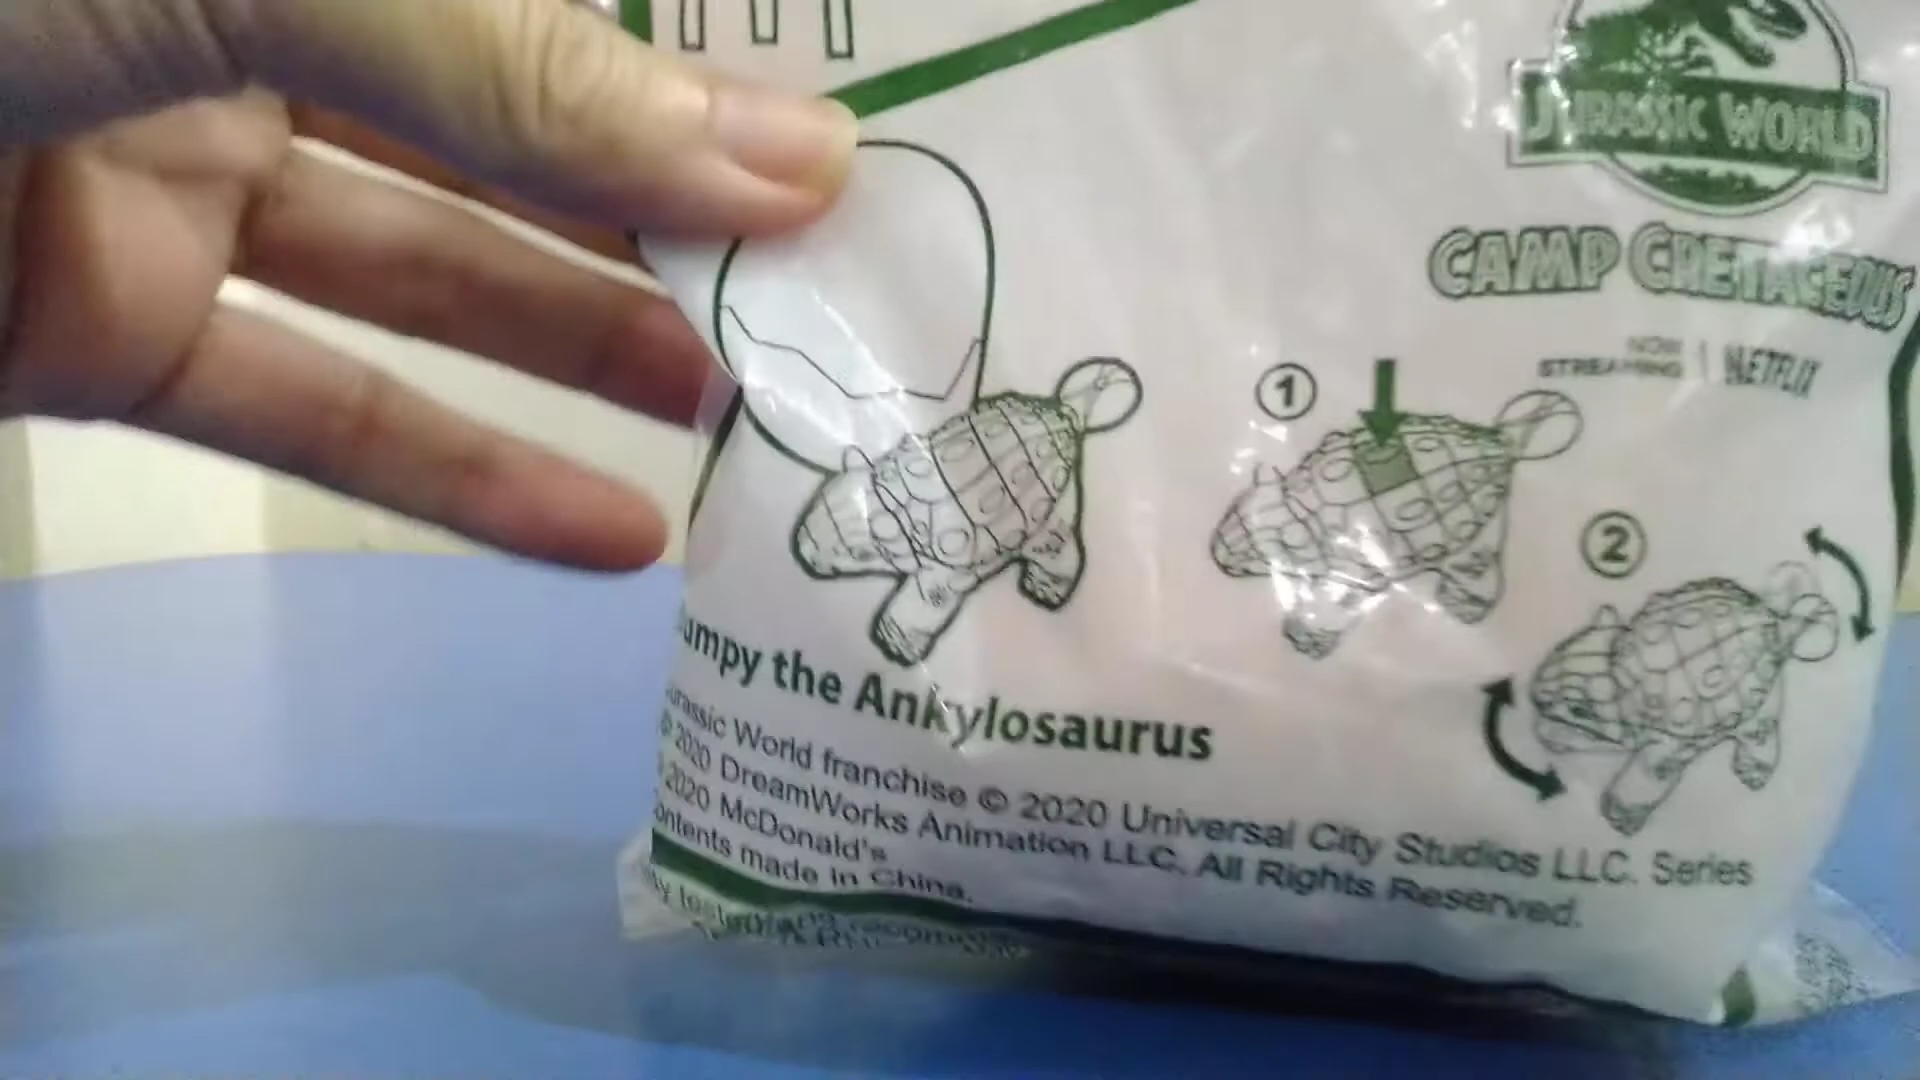 JURASSIC WORLD
CAMP CRETACEOUS
NOW
STREAMING | NETFLIX
1
2
umpy the Ankylosaurus
urassic World franchise © 2020 Universal City Studios LLC. Series
© 2020 DreamWorks Animation LLC. All Rights Reserved.
2020 McDonald's
ontents made in China.